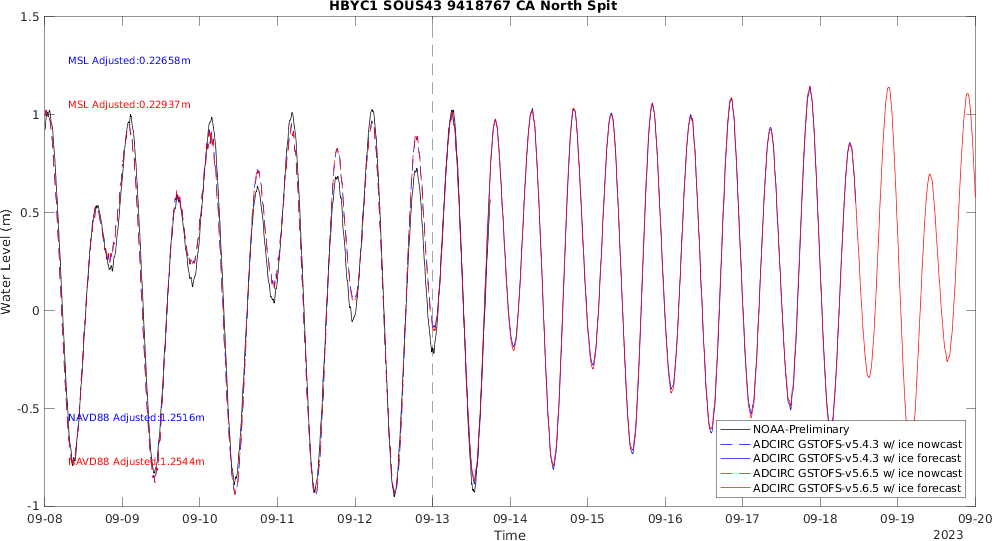 HBYC1 SOUS43 9418767 CA North Spit
1.5
MSL Adjusted:0.22658m
MSL Adjusted:0.22937m
1
0.5
Water Level (m)
0
-0.5
NAVD88 Adjusted:1.2516m
NAVD88 Adjusted:1.2544m
-1
NOAA-Preliminary
ADCIRC GSTOFS-v5.4.3 w/ ice nowcast
ADCIRC GSTOFS-v5.4.3 w/ ice forecast
ADCIRC GSTOFS-v5.6.5 w/ ice nowcast
ADCIRC GSTOFS-v5.6.5 w/ ice forecast
09-08 09-09 09-10 09-11 09-12 09-13 09-14 09-15 09-16 09-17 09-18 09-19 09-20
Time
2023